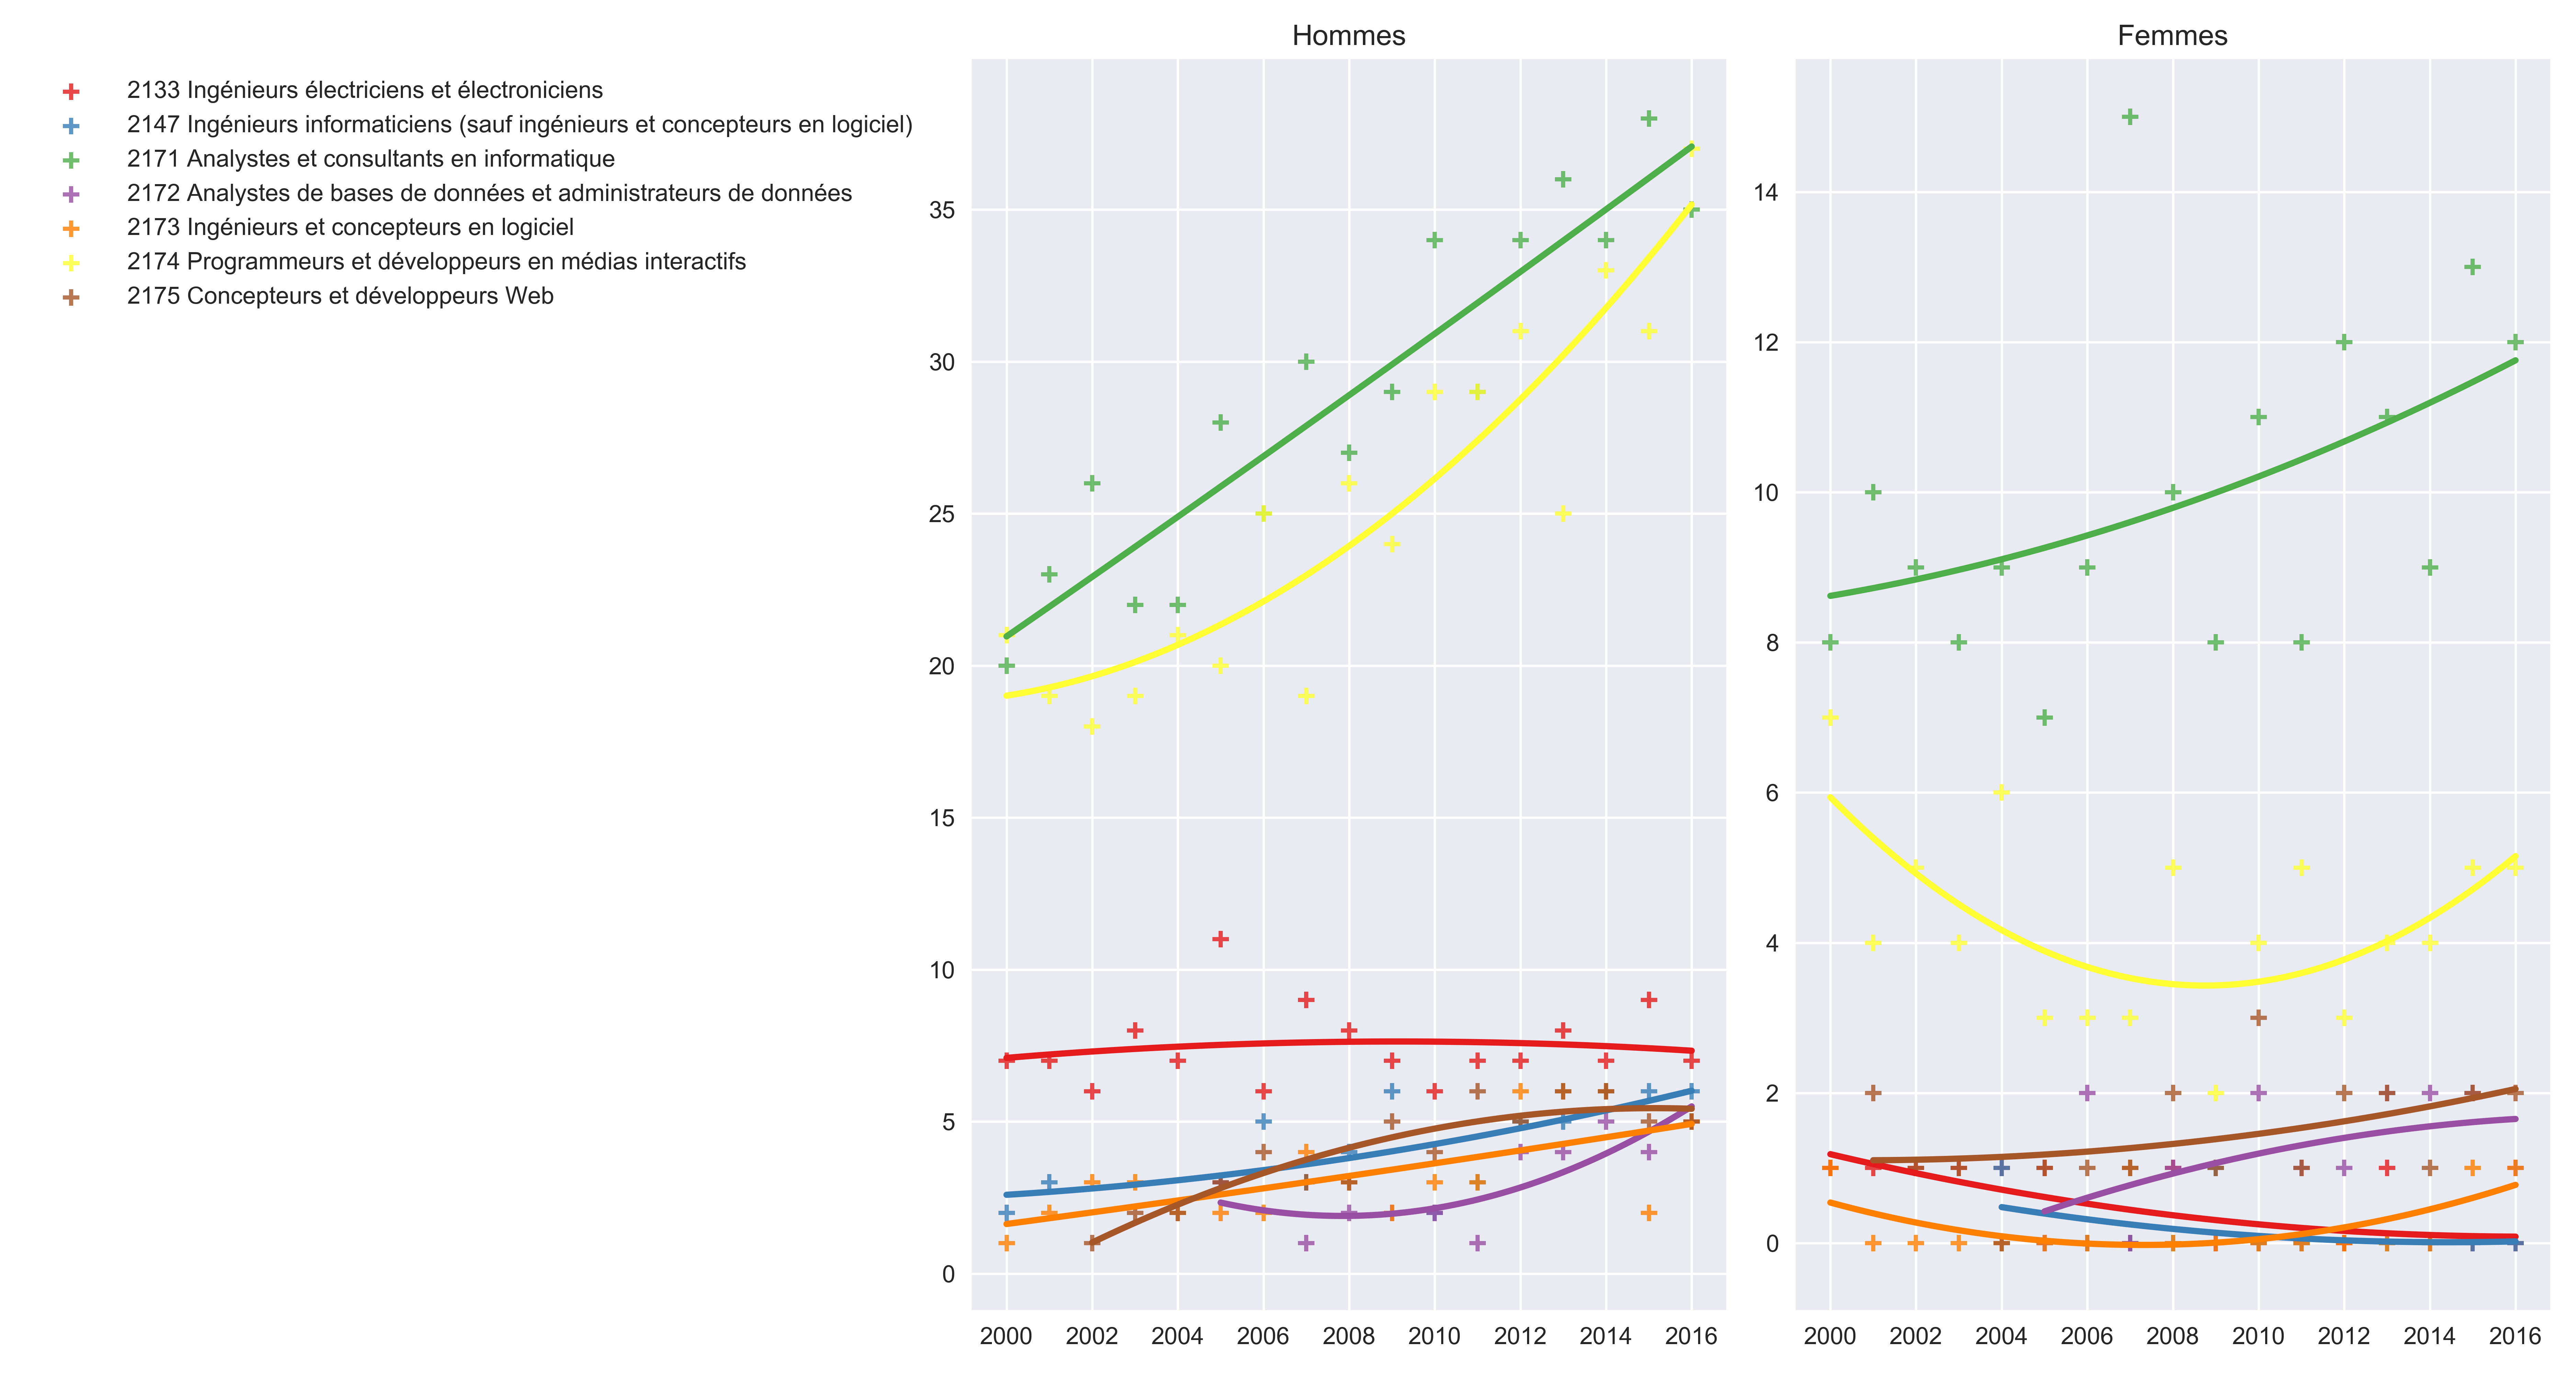 Hommes
Femmes
2133 Ingénieurs électriciens et électroniciens
2147 Ingénieurs informaticiens (sauf ingénieurs et concepteurs en logiciel)
2171 Analystes et consultants en informatique
2172 Analystes de bases de données et administrateurs de données
2173 Ingénieurs et concepteurs en logiciel
2174 Programmeurs et développeurs en médias interactifs
2175 Concepteurs et développeurs Web
35
30
25
20
15
10
5
0
2000 2002 2004 2006 2008 2010 2012 2014 2016
14
12
10
8
6
4
2
0
2000 2002 2004 2006 2008 2010 2012 2014 2016